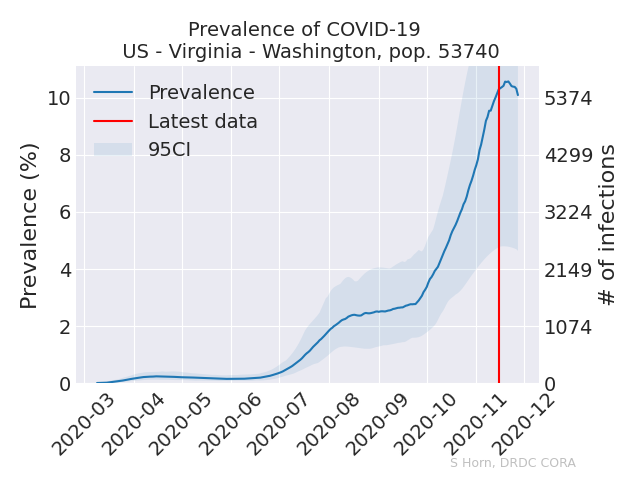 Prevalence of COVID-19
US - Virginia - Washington, pop. 53740
Prevalence
Latest data
95CI
Prevalence (%)
10
8
6
4
2
0
5374
4299
3224
2149
1074
0
# of infections
2020-03
2020-04
2020-05
2020-06
2020-07
2020-08
2020-09
2020-10
2020-11
2020-12
S Horn, DRDC CORA